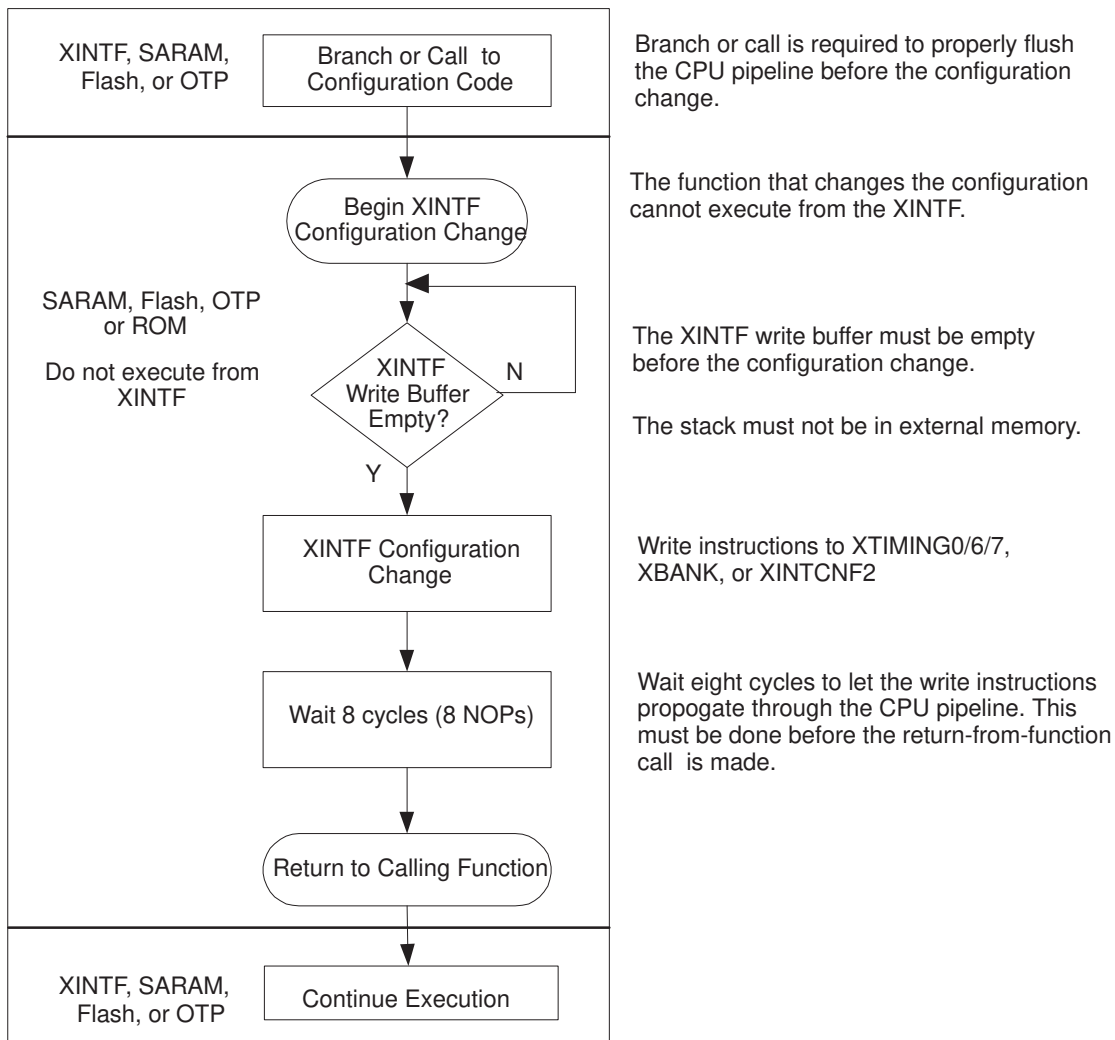 XINTF, SARAM,
Flash, or OTP
Branch or Call to
Configuration Code
Branch or call is required to properly flush
the CPU pipeline before the configuration
change.
Begin XINTF
Configuration Change
The function that changes the configuration
cannot execute from the XINTF.
SARAM, Flash, OTP
or ROM
Do not execute from
XINTF
XINTF
Write Buffer
Empty?
N
Y
The XINTF write buffer must be empty
before the configuration change.
The stack must not be in external memory.
XINTF Configuration
Change
Write instructions to XTIMING0/6/7,
XBANK, or XINTCNF2
Wait 8 cycles (8 NOPs)
Wait eight cycles to let the write instructions
propogate through the CPU pipeline. This
must be done before the return-from-function
call is made.
Return to Calling Function
XINTF, SARAM,
Flash, or OTP
Continue Execution